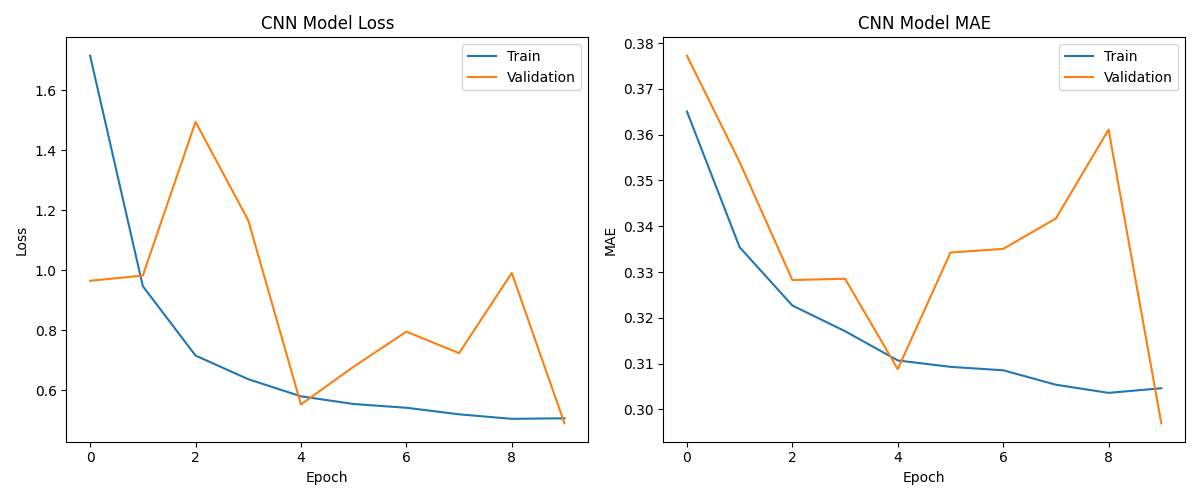 CNN Model Loss
Train
Validation
Loss
1.6
1.4
1.2
1.0
0.8
0.6
0 2 4 6 8
Epoch
CNN Model MAE
Train
Validation
MAE
0.38
0.37
0.36
0.35
0.34
0.33
0.32
0.31
0.30
0 2 4 6 8
Epoch